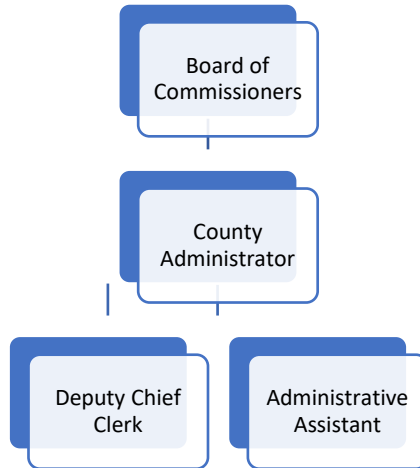 Board of
Commissioners
County
Administrator
Deputy Chief
Clerk
Administrative
Assistant